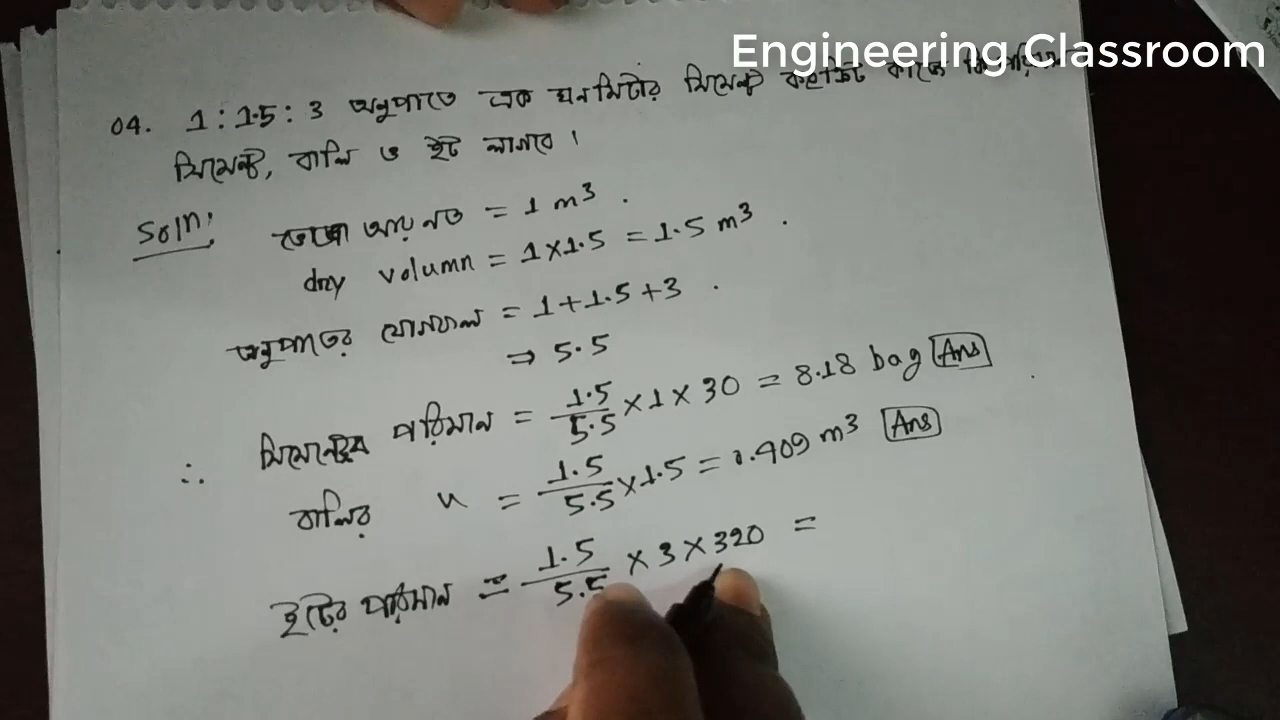 Engineering Classroom
04. 1 : 1.5 : 3 অনুপাতে এক ঘনমিটার সিমেন্ট কংক্রিট কাজে
সিমেন্ট, বালি ও ইট লাগবে।
Soln: ভেজা আয়তন = 1 m³.
dry volumn = 1×1.5 = 1.5 m³.
অনুপাতের যোগফল = 1+1.5+3.
⇒ 5.5
∴ সিমেন্টের পরিমান = 1.5/5.5 ×1× 30 = 8.18 bag Ans
বালির " = 1.5/5.5 ×1.5 = 0.409 m³ Ans
ইটের পরিমান = 1.5/5.5 × 3 × 320 =